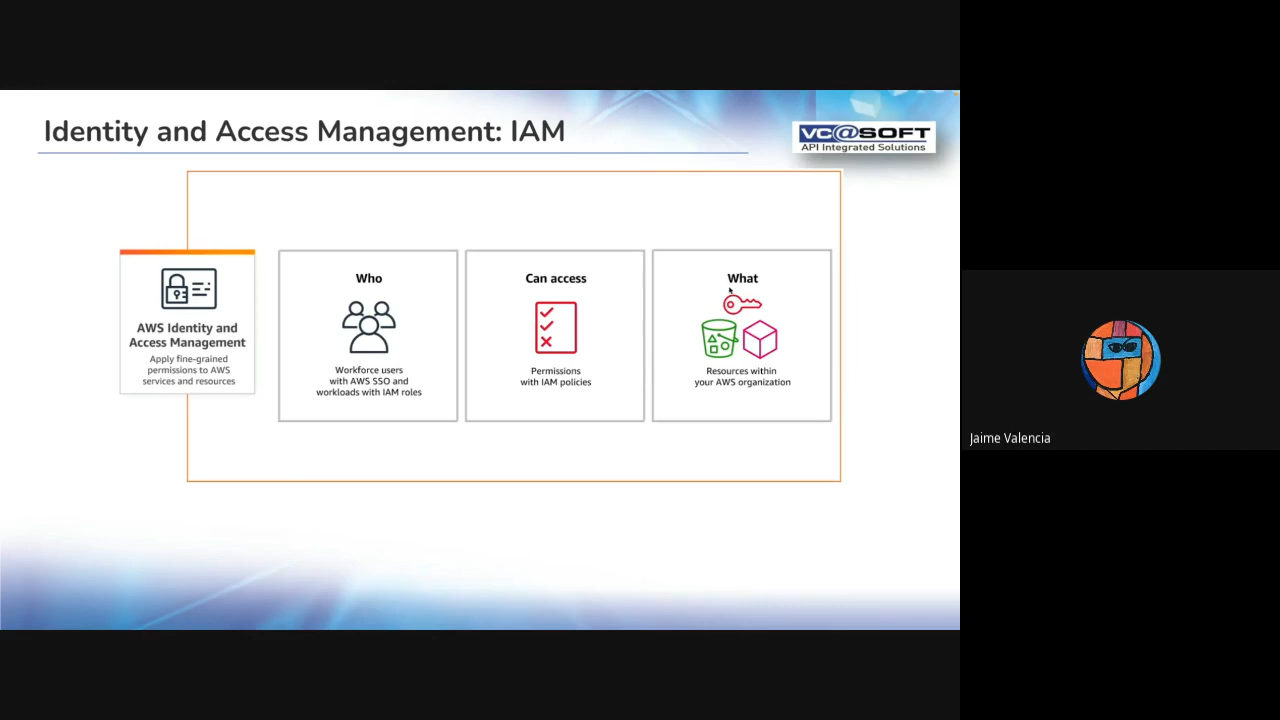 Identity and Access Management: IAM
VC@SOFT
API Integrated Solutions
AWS Identity and
Access Management
Apply fine-grained
permissions to AWS
services and resources
Who
Workforce users
with AWS SSO and
workloads with IAM roles
Can access
Permissions
with IAM policies
What
Resources within
your AWS organization
Jaime Valencia